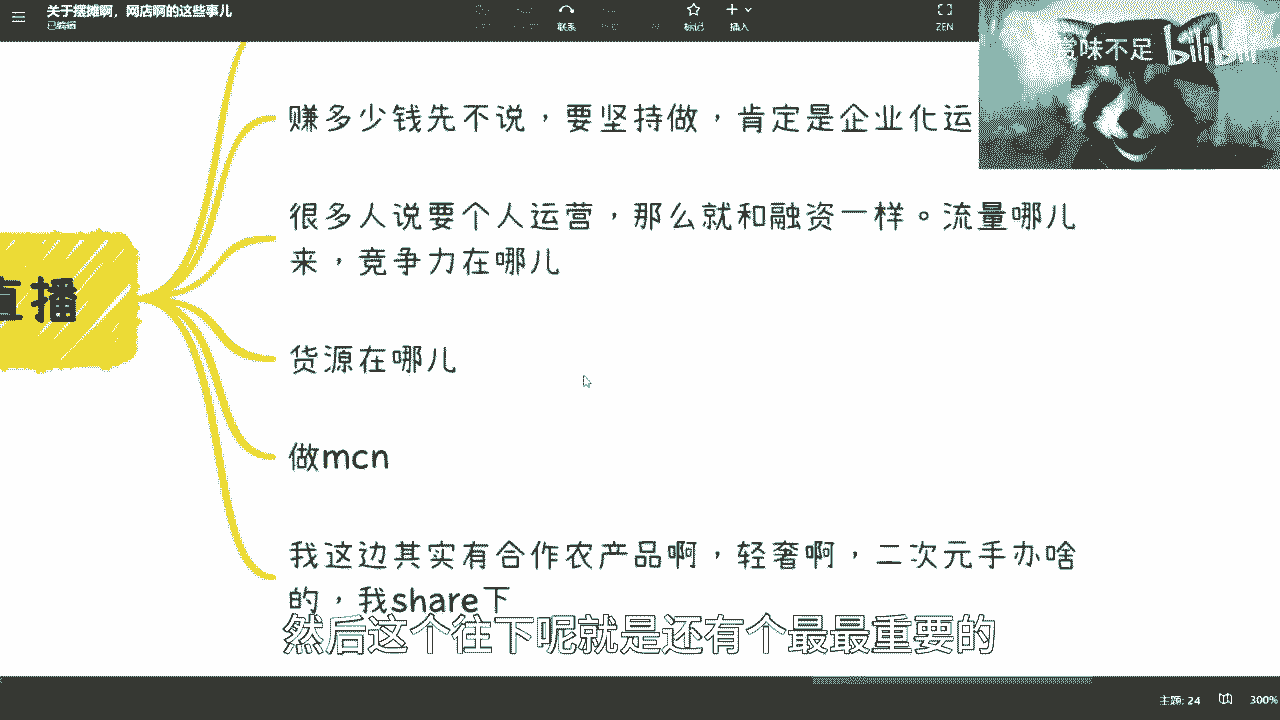 关于摆摊啊，网店啊的这些事儿
已编辑
联系
标记
插入
ZEN
赏味不足 bilibili
赚多少钱先不说，要坚持做，肯定是企业化运
很多人说要个人运营，那么就和融资一样。流量哪儿
来，竞争力在哪儿
直播
货源在哪儿
做mcn
我这边其实有合作农产品啊，轻奢啊，二次元手办啥
的，我share下
然后这个往下呢就是还有个最最重要的
主题: 24
300%